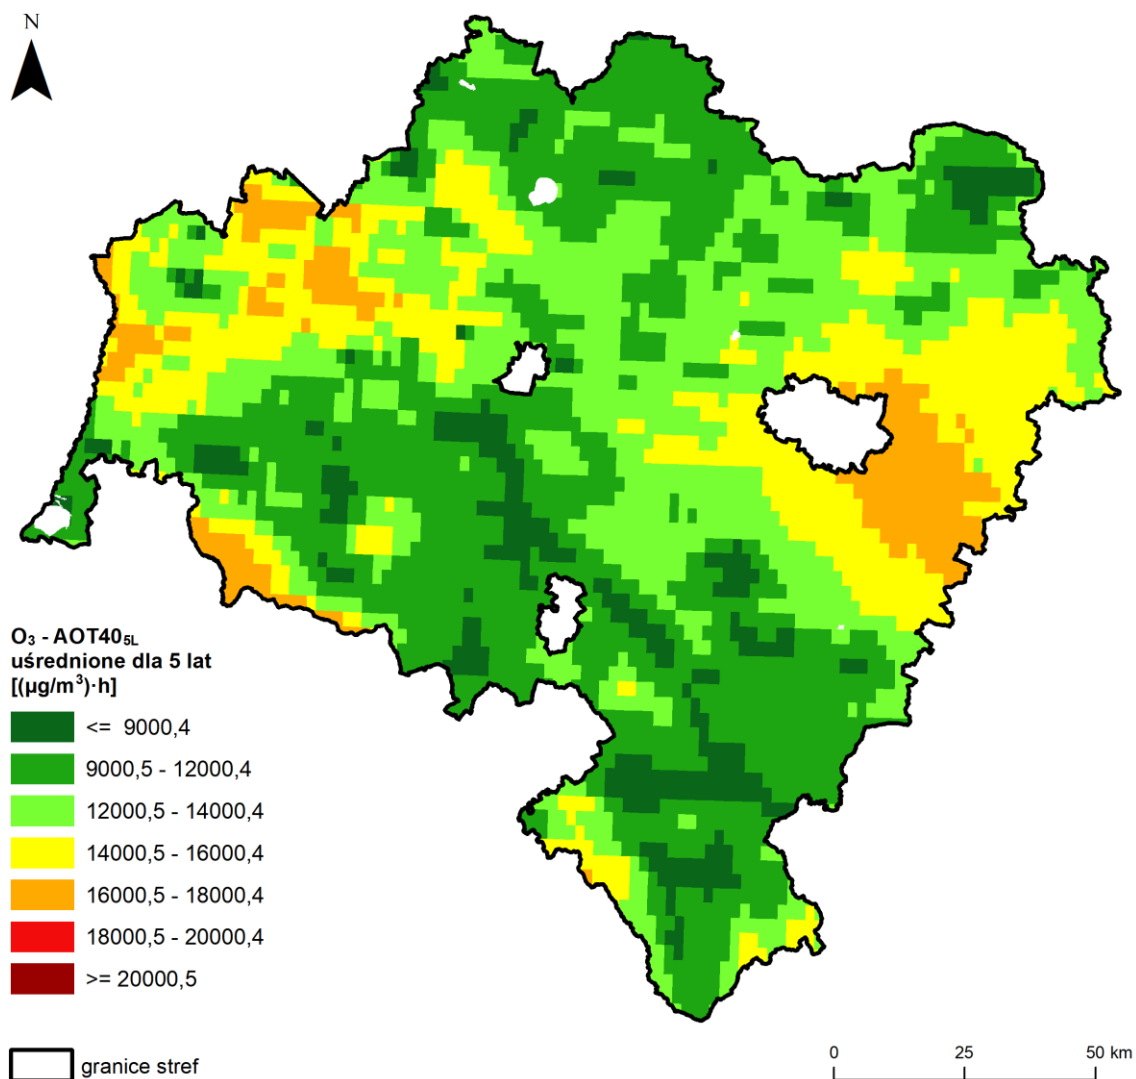 N
O₃ - AOT40₅L
uśrednione dla 5 lat
[(µg/m³)·h]
<= 9000,4
9000,5 - 12000,4
12000,5 - 14000,4
14000,5 - 16000,4
16000,5 - 18000,4
18000,5 - 20000,4
>= 20000,5
granice stref
0 25 50 km